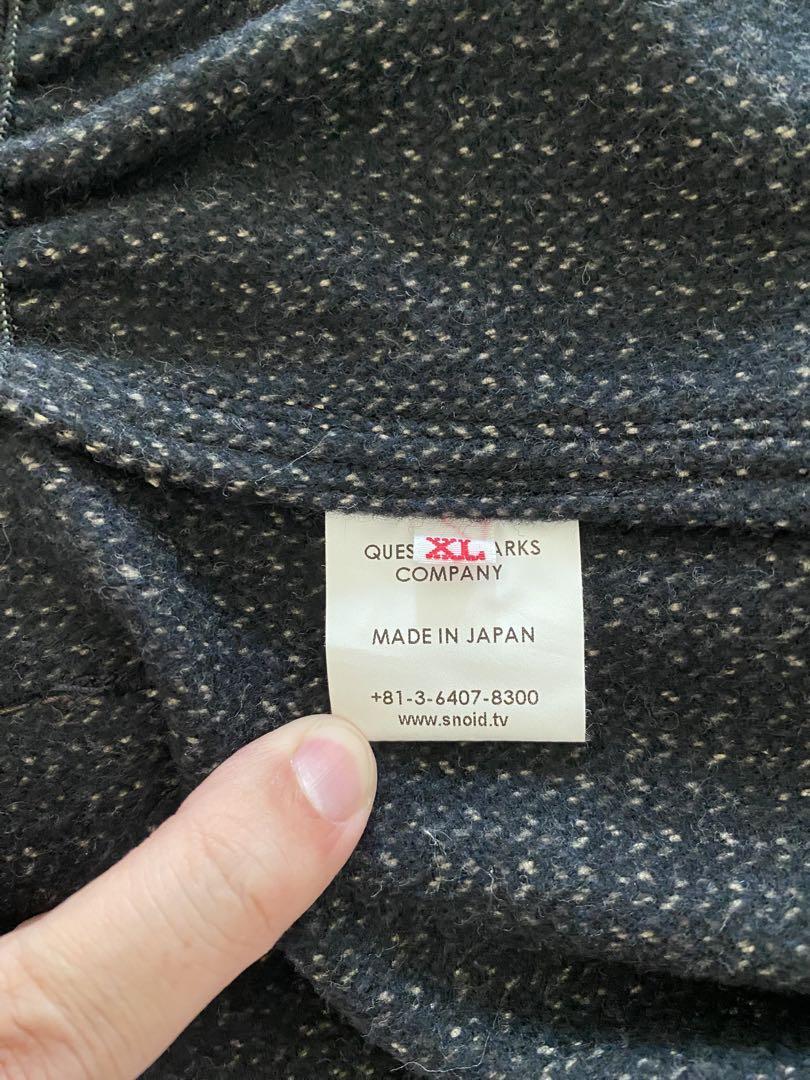 QUES XL ARKS
COMPANY
MADE IN JAPAN
+81-3-6407-8300
www.snoid.tv